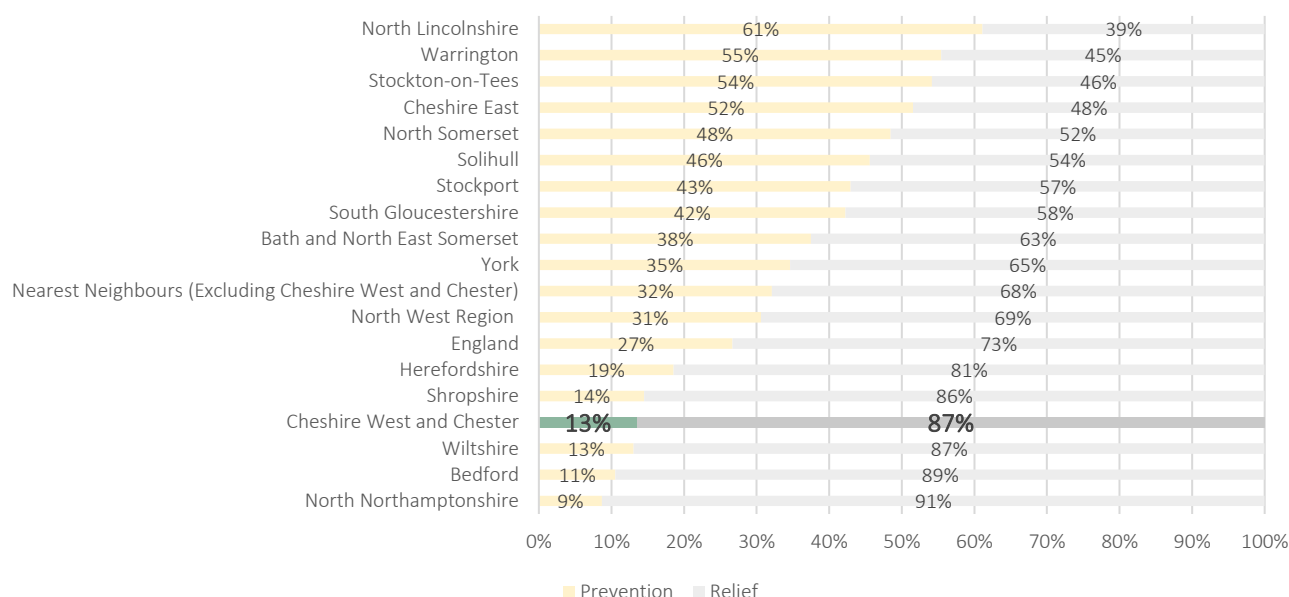 North Lincolnshire 61% 39%
Warrington 55% 45%
Stockton-on-Tees 54% 46%
Cheshire East 52% 48%
North Somerset 48% 52%
Solihull 46% 54%
Stockport 43% 57%
South Gloucestershire 42% 58%
Bath and North East Somerset 38% 63%
York 35% 65%
Nearest Neighbours (Excluding Cheshire West and Chester) 32% 68%
North West Region 31% 69%
England 27% 73%
Herefordshire 19% 81%
Shropshire 14% 86%
Cheshire West and Chester 13% 87%
Wiltshire 13% 87%
Bedford 11% 89%
North Northamptonshire 9% 91%
0% 10% 20% 30% 40% 50% 60% 70% 80% 90% 100%
Prevention Relief